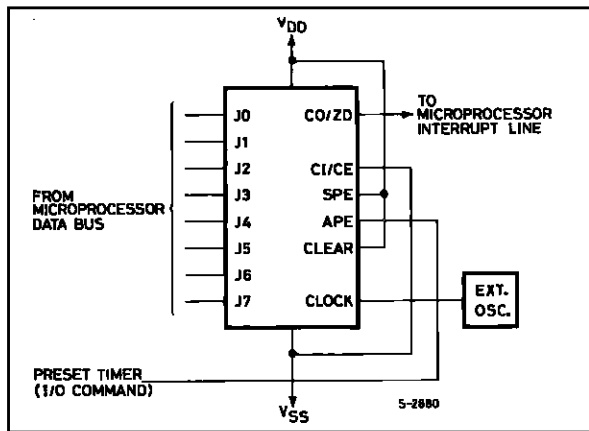 VDD
J0
J1
J2
J3
J4
J5
J6
J7
CO/ZD
CI/CE
SPE
APE
CLEAR
CLOCK
TO
MICROPROCESSOR
INTERRUPT LINE
FROM
MICROPROCESSOR
DATA BUS
EXT.
OSC.
PRESET TIMER
(I/O COMMAND)
VSS
S-2880